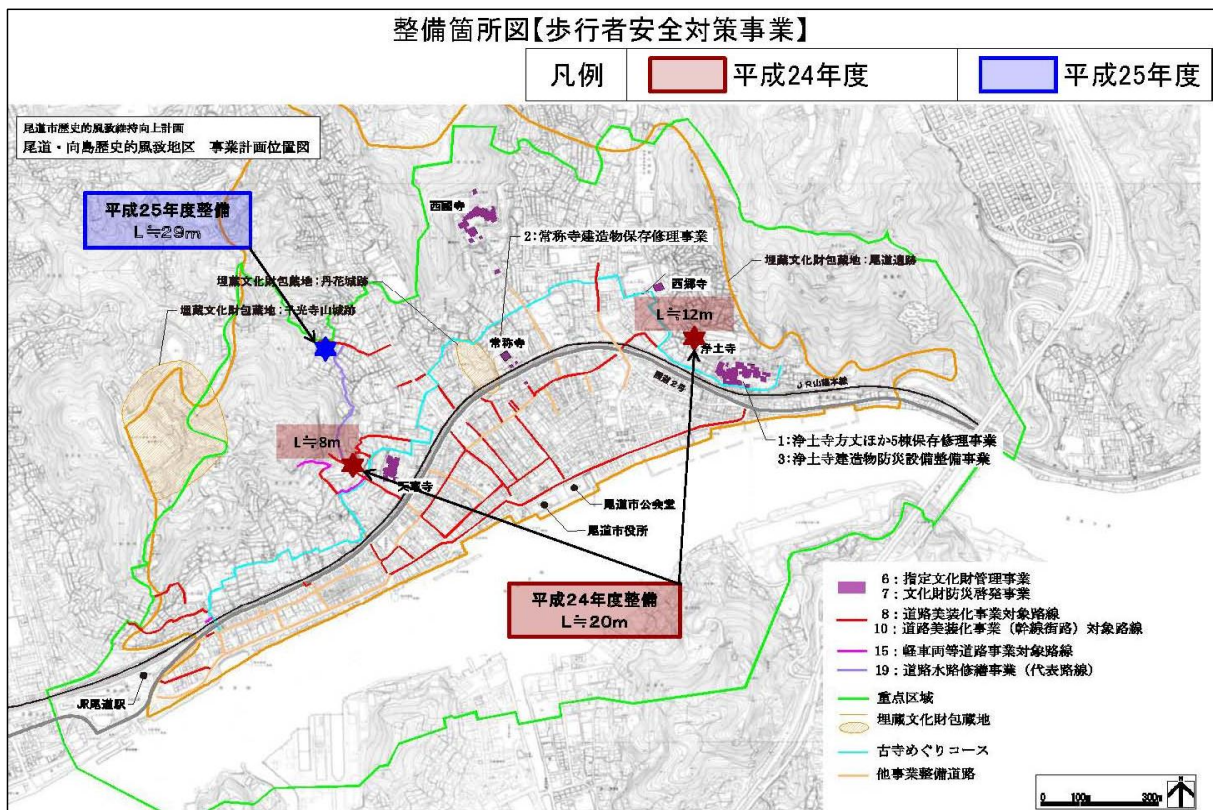 整備箇所図【歩行者安全対策事業】
凡例 平成24年度 平成25年度
尾道市歴史的風致維持向上計画
尾道・向島歴史的風致地区 事業計画位置図
平成25年度整備
L≒29m
西國寺
2:常称寺建造物保存修理事業
埋蔵文化財包蔵地:丹花城跡
埋蔵文化財包蔵地:千光寺山城跡
西郷寺
埋蔵文化財包蔵地:尾道遺跡
L≒12m
浄土寺
常称寺
国道2号
JR山陽本線
L≒8m
天寧寺
1:浄土寺方丈ほか5棟保存修理事業
3:浄土寺建造物防災設備整備事業
尾道市公会堂
尾道市役所
平成24年度整備
L≒20m
JR尾道駅
6:指定文化財管理事業
7:文化財防災啓発事業
8:道路美装化事業対象路線
10:道路美装化事業(幹線街路)対象路線
15:軽車両等道路事業対象路線
19:道路水路修繕事業(代表路線)
重点区域
埋蔵文化財包蔵地
古寺めぐりコース
他事業整備道路
0 100m 300m